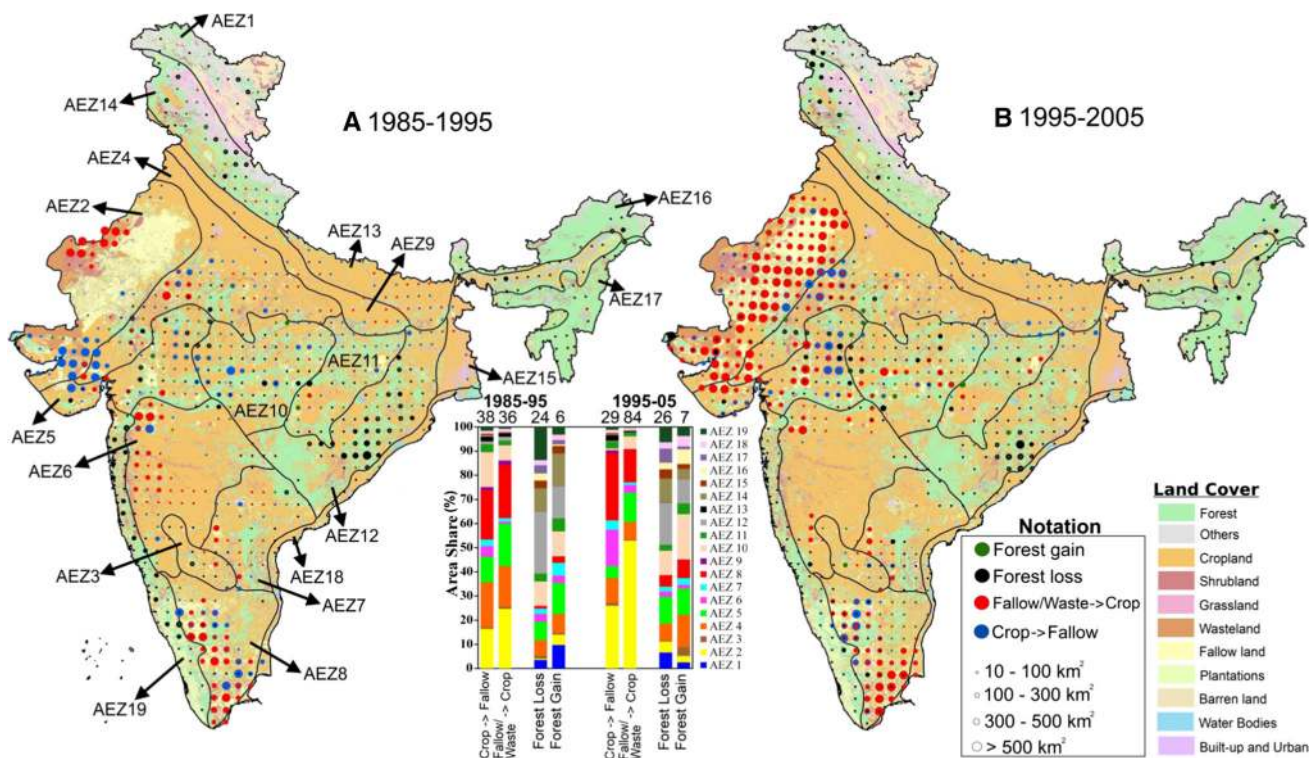 AEZ1
AEZ14
A 1985-1995
B 1995-2005
AEZ4
AEZ2
AEZ13
AEZ9
AEZ16
AEZ17
AEZ11
AEZ15
AEZ10
AEZ5
AEZ6
AEZ12
AEZ3
AEZ18
AEZ7
AEZ8
AEZ19
1985-95 1995-05
38 36 24 6 29 84 26 7
Area Share (%)
100
90
80
70
60
50
40
30
20
10
0
Crop -> Fallow
Fallow/
Waste -> Crop
Forest Loss
Forest Gain
Crop -> Fallow
Fallow/
Waste -> Crop
Forest Loss
Forest Gain
AEZ 19
AEZ 18
AEZ 17
AEZ 16
AEZ 15
AEZ 14
AEZ 13
AEZ 12
AEZ 11
AEZ 10
AEZ 9
AEZ 8
AEZ 7
AEZ 6
AEZ 5
AEZ 4
AEZ 3
AEZ 2
AEZ 1
Notation
Forest gain
Forest loss
Fallow/Waste->Crop
Crop->Fallow
10 - 100 km²
100 - 300 km²
300 - 500 km²
> 500 km²
Land Cover
Forest
Others
Cropland
Shrubland
Grassland
Wasteland
Fallow land
Plantations
Barren land
Water Bodies
Built-up and Urban